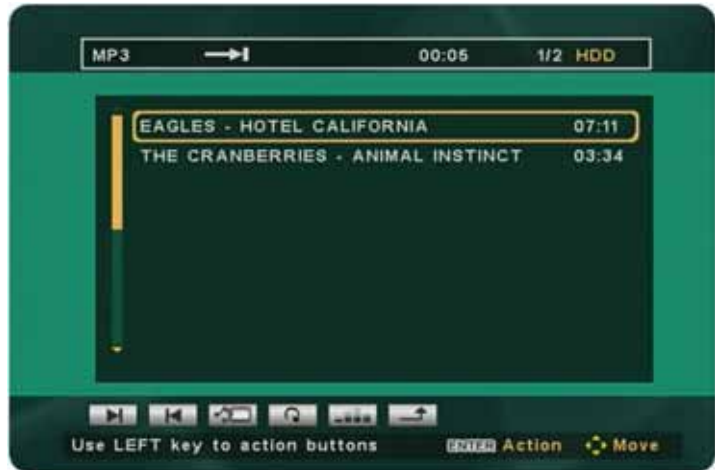 MP3 00:05 1/2 HDD
EAGLES - HOTEL CALIFORNIA 07:11
THE CRANBERRIES - ANIMAL INSTINCT 03:34
Use LEFT key to action buttons ENTER Action Move